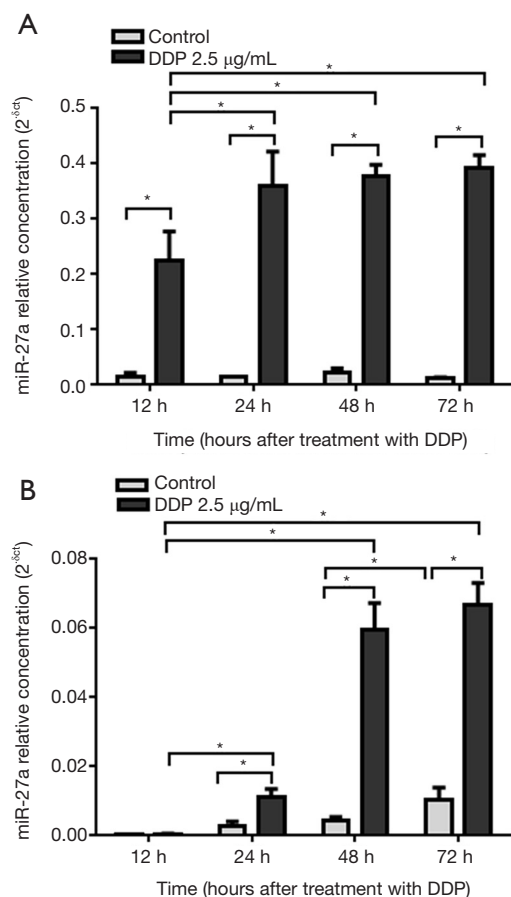 A
Control
DDP 2.5 μg/mL
*
*
*
*
*
*
*
miR-27a relative concentration (2^-δct)
0.5
0.4
0.3
0.2
0.1
0.0
12 h 24 h 48 h 72 h
Time (hours after treatment with DDP)
B
Control
DDP 2.5 μg/mL
*
*
*
*
*
*
*
miR-27a relative concentration (2^-δct)
0.08
0.06
0.04
0.02
0.00
12 h 24 h 48 h 72 h
Time (hours after treatment with DDP)